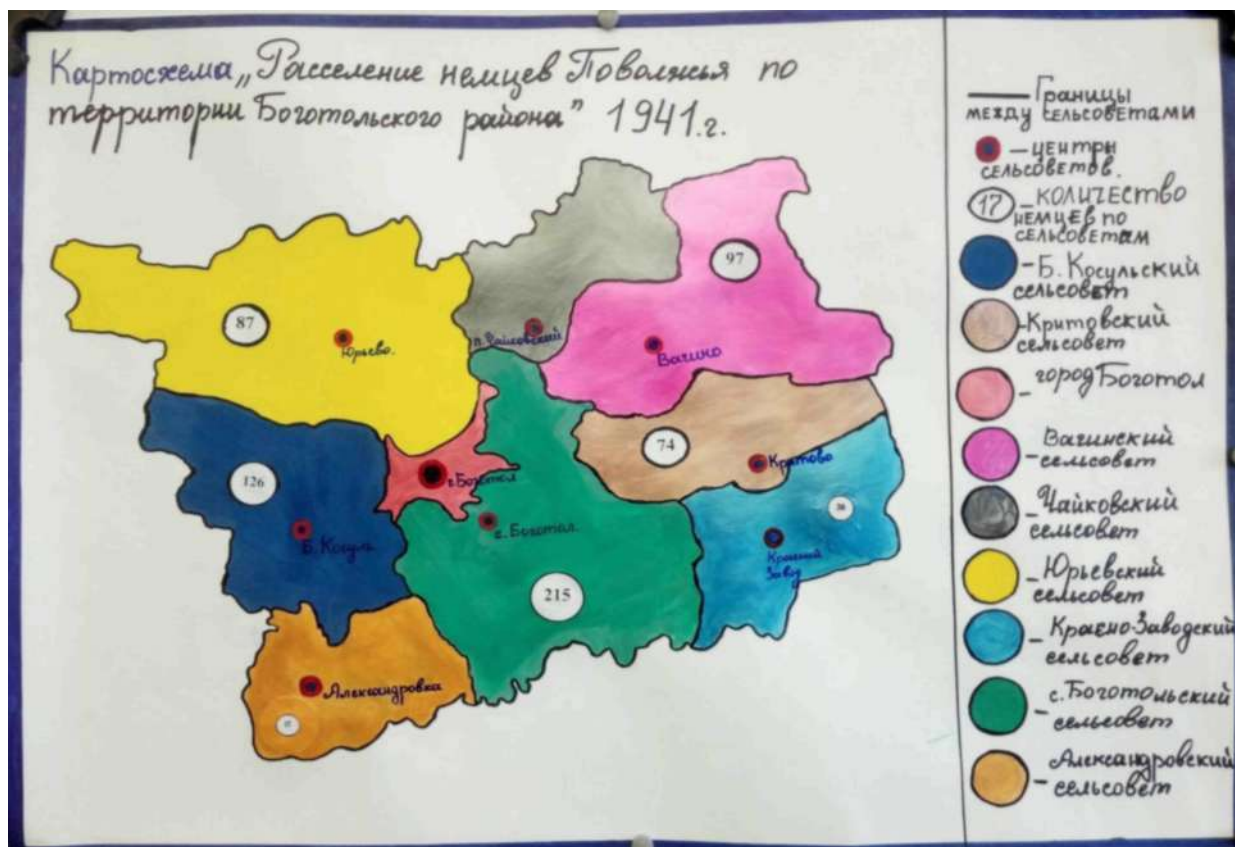 Картосхема „Расселение немцев Поволжья по
территории Боготольского района” 1941.г.
87
Юрьево.
97
Вагино
74
Критово
г.Боготол
с. Боготол.
126
Б. Косуль
Красный
Завод
215
Александровка
— Границы
между сельсоветами
— центры
сельсоветов.
17 – количество
немцев по
сельсоветам
– Б. Косульский
сельсовет
– Критовский
сельсовет
– город Боготол
– Вагинский
сельсовет
– Чайковский
сельсовет
– Юрьевский
сельсовет
– Красно-Заводский
сельсовет
– с. Боготольский
сельсовет
– Александровский
сельсовет